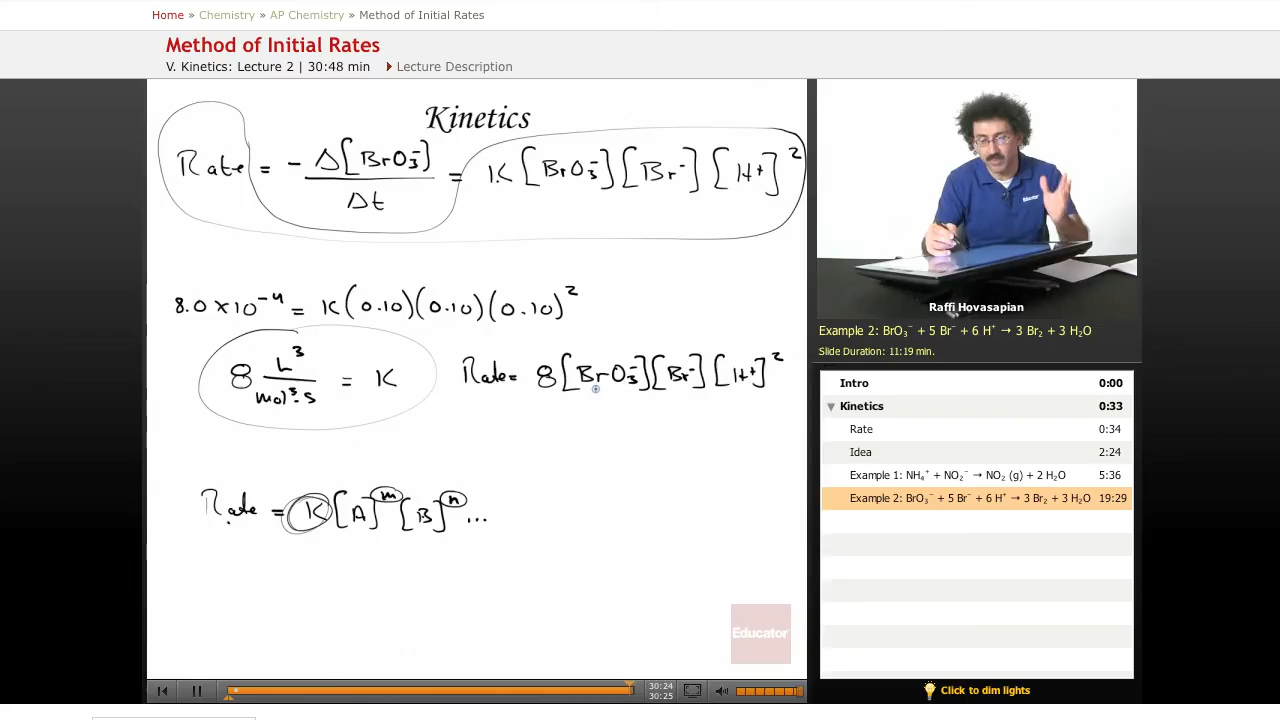 Home » Chemistry » AP Chemistry » Method of Initial Rates
Method of Initial Rates
V. Kinetics: Lecture 2 | 30:48 min Lecture Description
Kinetics
Rate = - Δ[BrO₃⁻] / Δt = K[BrO₃⁻][Br⁻][H⁺]²
8.0 × 10⁻⁴ = K(0.10)(0.10)(0.10)²
8 L³ / mol³·s = K
Rate = 8[BrO₃⁻][Br⁻][H⁺]²
Rate = K[A]ᵐ[B]ⁿ...
Educator
Educator
Raffi Hovasapian
Example 2: BrO₃⁻ + 5 Br⁻ + 6 H⁺ → 3 Br₂ + 3 H₂O
Slide Duration: 11:19 min.
Intro 0:00
Kinetics 0:33
Rate 0:34
Idea 2:24
Example 1: NH₄⁺ + NO₂⁻ → NO₂ (g) + 2 H₂O 5:36
Example 2: BrO₃⁻ + 5 Br⁻ + 6 H⁺ → 3 Br₂ + 3 H₂O 19:29
30:24
30:25
Click to dim lights